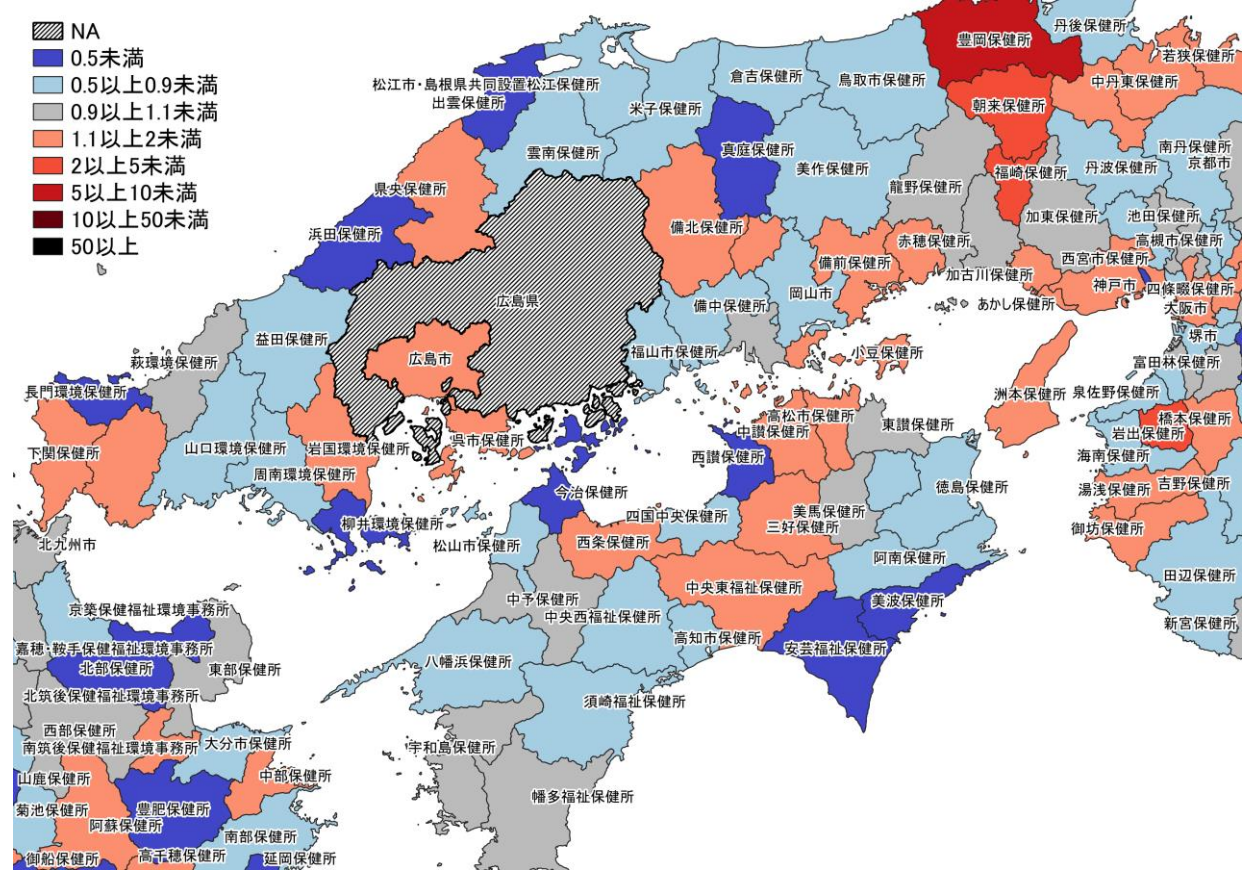 NA
0.5未満
0.5以上0.9未満
0.9以上1.1未満
1.1以上2未満
2以上5未満
5以上10未満
10以上50未満
50以上
丹後保健所
豊岡保健所
若狭保健所
松江市・島根県共同設置松江保健所
倉吉保健所
鳥取市保健所
中丹東保健所
出雲保健所
米子保健所
朝来保健所
雲南保健所
真庭保健所
美作保健所
福崎保健所
丹波保健所
南丹保健所
京都市
県央保健所
龍野保健所
浜田保健所
備北保健所
加東保健所
池田保健所
赤穂保健所
高槻市保健所
備前保健所
西宮市保健所
加古川保健所
神戸市
四條畷保健所
広島県
岡山市
備中保健所
あかし保健所
大阪市
益田保健所
堺市
萩環境保健所
広島市
福山市保健所
小豆保健所
富田林保健所
長門環境保健所
洲本保健所
泉佐野保健所
高松市保健所
橋本保健所
下関保健所
山口環境保健所
岩国環境保健所
呉市保健所
中讃保健所
東讃保健所
岩出保健所
西讃保健所
海南保健所
周南環境保健所
今治保健所
徳島保健所
湯浅保健所
吉野保健所
四国中央保健所
美馬保健所
柳井環境保健所
三好保健所
御坊保健所
北九州市
松山市保健所
西条保健所
阿南保健所
田辺保健所
中央東福祉保健所
美波保健所
中予保健所
京築保健福祉環境事務所
中央西福祉保健所
新宮保健所
高知市保健所
嘉穂・鞍手保健福祉環境事務所
安芸福祉保健所
北部保健所
東部保健所
八幡浜保健所
北筑後保健福祉環境事務所
須崎福祉保健所
西部保健所
南筑後保健福祉環境事務所
大分市保健所
宇和島保健所
山鹿保健所
中部保健所
幡多福祉保健所
菊池保健所
豊肥保健所
阿蘇保健所
南部保健所
御船保健所
高千穂保健所
延岡保健所